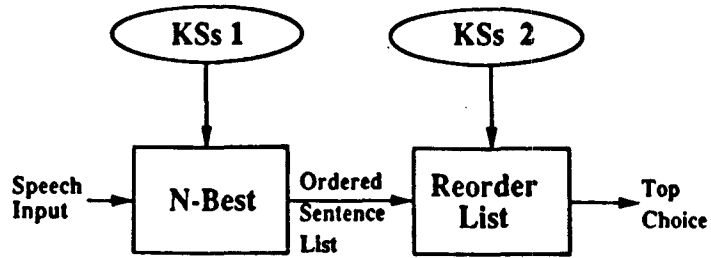 KSs 1
KSs 2
Speech
Input
N-Best
Ordered
Sentence
List
Reorder
List
Top
Choice